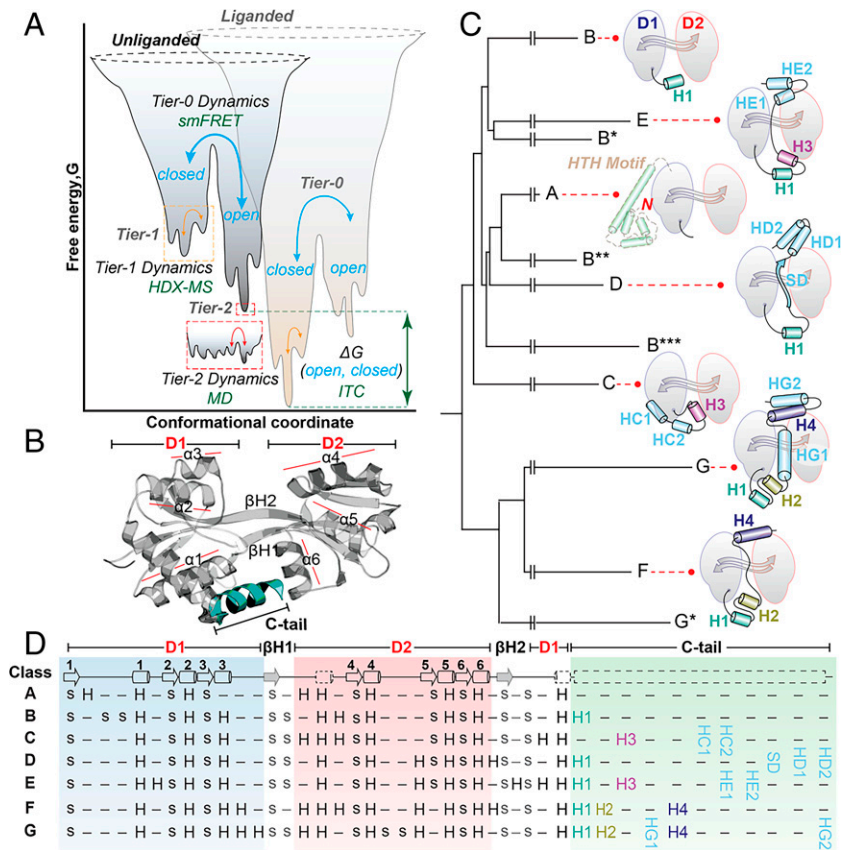 A
Liganded
Unliganded
Tier-0 Dynamics
smFRET
closed
open
Tier-0
closed
open
Tier-1
Tier-1 Dynamics
HDX-MS
Tier-2
Tier-2 Dynamics
MD
ΔG
(open, closed)
ITC
Free energy,G
Conformational coordinate
B
D1
D2
α3
α4
α2
α5
βH2
βH1
α1
α6
C-tail
C
B
D1
D2
H1
E
HE2
HE1
H3
H1
B*
HTH Motif
A
N
B**
D
HD2
HD1
SD
H1
B***
C
H3
HC1
HC2
G
HG2
H4
HG1
H1
H2
F
H4
H2
H1
G*
D
D1
βH1
D2
βH2
D1
C-tail
Class
1 1 2 2 3 3 4 4 5 5 6 6
A S H – – H – S H S – – S – H H H – S H – – – S H S H – S – S – H – – – – – – – – – – – –
B S – S S H – S H S H – S – H H H S H – – – S H S H – S – S – H H1 – – – – – – – – – – –
C S – – – H – S H S H – S – H H H S H – – – S H S H – S – S H H – – H3 – – – HC1 HC2 – – – –
D S – – – H – S H S H – S – – H – S H – – H S H S H H S – S – H H1 – – – – – – – – SD HD1 HD2
E S – – – H H S H S H – S – – H – S H – – – S H S H – S H S H H H1 – H3 – – – – HE1 HE2 – – –
F S – – – H – S H S H H – S – H H H S H – – – H S H S H H S – S – H H1 H2 – – H4 – – – – – – –
G S – – – H – S H S H H H S S – H – S H S S H S H S H – S – S – H H1 H2 HG1 H4 – – – – – – HG2